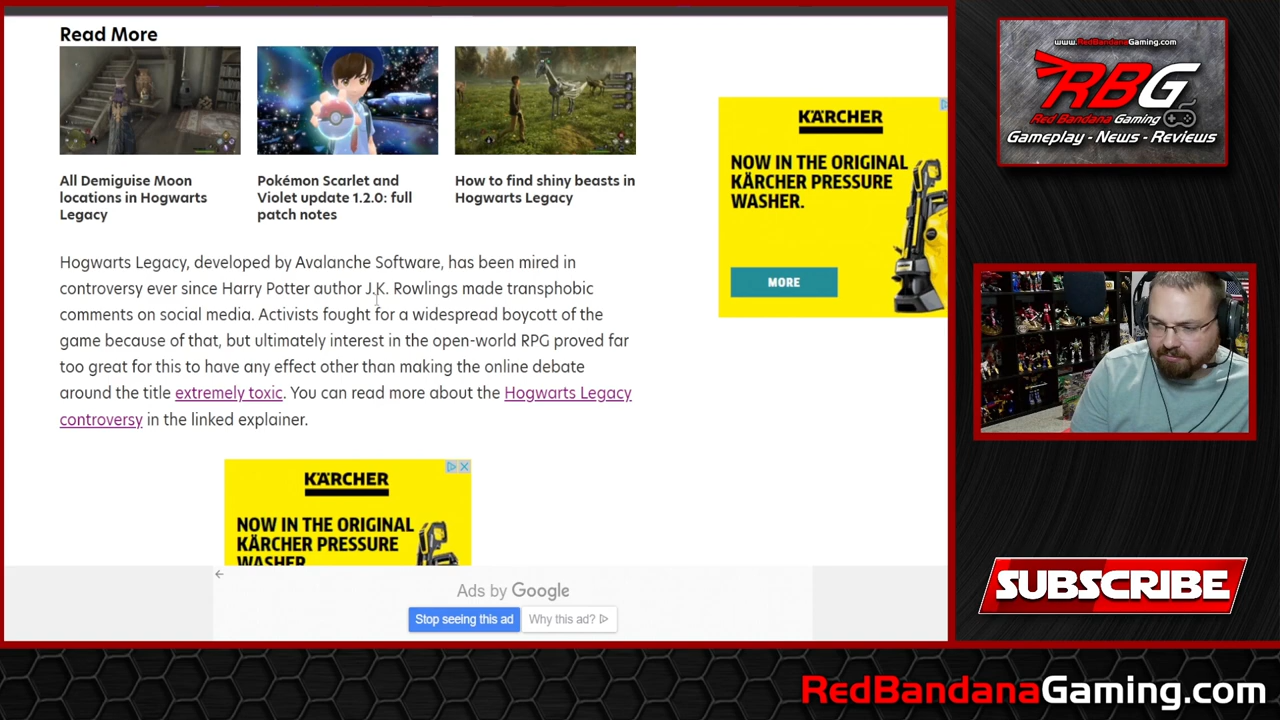 Read More
All Demiguise Moon
locations in Hogwarts
Legacy
Pokémon Scarlet and
Violet update 1.2.0: full
patch notes
How to find shiny beasts in
Hogwarts Legacy
Hogwarts Legacy, developed by Avalanche Software, has been mired in
controversy ever since Harry Potter author J.K. Rowlings made transphobic
comments on social media. Activists fought for a widespread boycott of the
game because of that, but ultimately interest in the open-world RPG proved far
too great for this to have any effect other than making the online debate
around the title extremely toxic. You can read more about the Hogwarts Legacy
controversy in the linked explainer.
KÄRCHER
NOW IN THE ORIGINAL
KÄRCHER PRESSURE
WASHER.
MORE
KÄRCHER
NOW IN THE ORIGINAL
KÄRCHER PRESSURE
WASHER
Ads by Google
Stop seeing this ad
Why this ad?
www.RedBandanaGaming.com
RBG
Red Bandana Gaming
Gameplay - News - Reviews
SUBSCRIBE
RedBandanaGaming.com